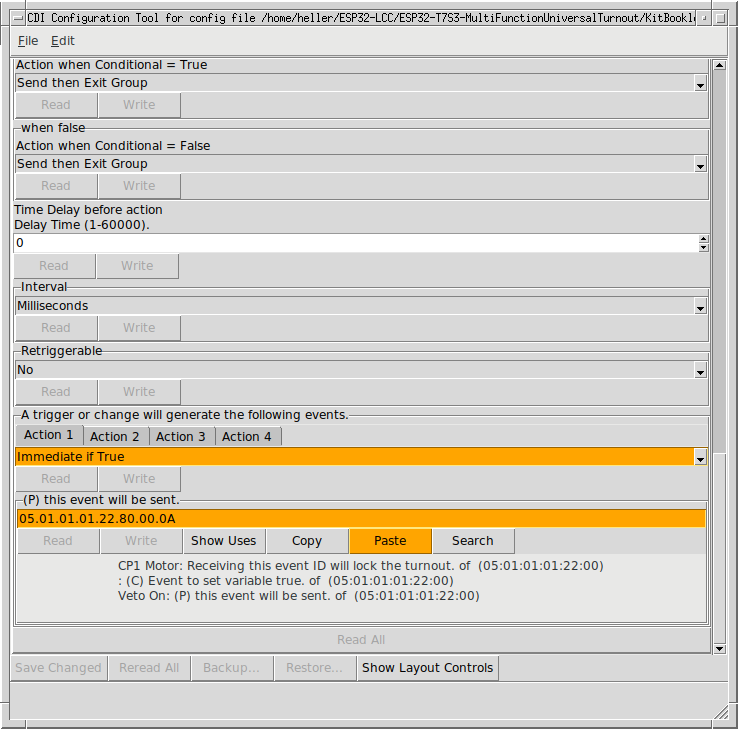 CDI Configuration Tool for config file /home/heller/ESP32-LCC/ESP32-T7S3-MultiFunctionUniversalTurnout/KitBookl
File Edit
Action when Conditional = True
Send then Exit Group
Read Write
when false
Action when Conditional = False
Send then Exit Group
Read Write
Time Delay before action
Delay Time (1-60000).
0
Read Write
Interval
Milliseconds
Read Write
Retriggerable
No
Read Write
A trigger or change will generate the following events.
Action 1 Action 2 Action 3 Action 4
Immediate if True
Read Write
(P) this event will be sent.
05.01.01.01.22.80.00.0A
Read Write Show Uses Copy Paste Search
CP1 Motor: Receiving this event ID will lock the turnout. of (05:01:01:01:22:00)
: (C) Event to set variable true. of (05:01:01:01:22:00)
Veto On: (P) this event will be sent. of (05:01:01:01:22:00)
Read All
Save Changed Reread All Backup... Restore... Show Layout Controls